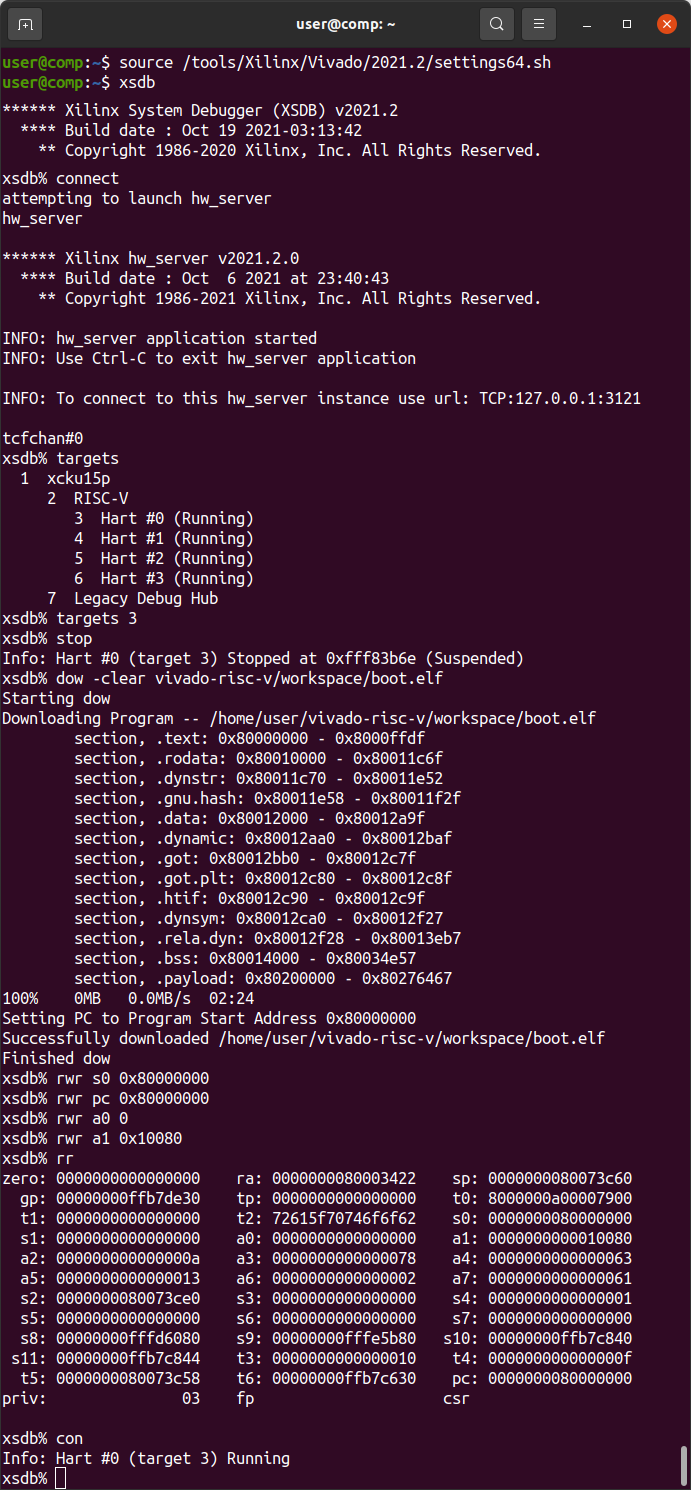 user@comp: ~
user@comp:~$ source /tools/Xilinx/Vivado/2021.2/settings64.sh
user@comp:~$ xsdb
****** Xilinx System Debugger (XSDB) v2021.2
  **** Build date : Oct 19 2021-03:13:42
    ** Copyright 1986-2020 Xilinx, Inc. All Rights Reserved.
xsdb% connect
attempting to launch hw_server
hw_server
****** Xilinx hw_server v2021.2.0
  **** Build date : Oct  6 2021 at 23:40:43
    ** Copyright 1986-2021 Xilinx, Inc. All Rights Reserved.
INFO: hw_server application started
INFO: Use Ctrl-C to exit hw_server application
INFO: To connect to this hw_server instance use url: TCP:127.0.0.1:3121
tcfchan#0
xsdb% targets
  1  xcku15p
     2  RISC-V
        3  Hart #0 (Running)
        4  Hart #1 (Running)
        5  Hart #2 (Running)
        6  Hart #3 (Running)
     7  Legacy Debug Hub
xsdb% targets 3
xsdb% stop
Info: Hart #0 (target 3) Stopped at 0xfff83b6e (Suspended)
xsdb% dow -clear vivado-risc-v/workspace/boot.elf
Starting dow
Downloading Program -- /home/user/vivado-risc-v/workspace/boot.elf
        section, .text: 0x80000000 - 0x8000ffdf
        section, .rodata: 0x80010000 - 0x80011c6f
        section, .dynstr: 0x80011c70 - 0x80011e52
        section, .gnu.hash: 0x80011e58 - 0x80011f2f
        section, .data: 0x80012000 - 0x80012a9f
        section, .dynamic: 0x80012aa0 - 0x80012baf
        section, .got: 0x80012bb0 - 0x80012c7f
        section, .got.plt: 0x80012c80 - 0x80012c8f
        section, .htif: 0x80012c90 - 0x80012c9f
        section, .dynsym: 0x80012ca0 - 0x80012f27
        section, .rela.dyn: 0x80012f28 - 0x80013eb7
        section, .bss: 0x80014000 - 0x80034e57
        section, .payload: 0x80200000 - 0x80276467
100%    0MB   0.0MB/s  02:24
Setting PC to Program Start Address 0x80000000
Successfully downloaded /home/user/vivado-risc-v/workspace/boot.elf
Finished dow
xsdb% rwr s0 0x80000000
xsdb% rwr pc 0x80000000
xsdb% rwr a0 0
xsdb% rwr a1 0x10080
xsdb% rr
zero: 0000000000000000    ra: 0000000080003422    sp: 0000000080073c60
  gp: 00000000ffb7de30    tp: 0000000000000000    t0: 8000000a00007900
  t1: 0000000000000000    t2: 72615f70746f6f62    s0: 0000000080000000
  s1: 0000000000000000    a0: 0000000000000000    a1: 0000000000010080
  a2: 000000000000000a    a3: 0000000000000078    a4: 0000000000000063
  a5: 0000000000000013    a6: 0000000000000002    a7: 0000000000000061
  s2: 0000000080073ce0    s3: 0000000000000000    s4: 0000000000000001
  s5: 0000000000000000    s6: 0000000000000000    s7: 0000000000000000
  s8: 00000000fffd6080    s9: 00000000fffe5b80   s10: 00000000ffb7c840
 s11: 00000000ffb7c844    t3: 0000000000000010    t4: 000000000000000f
  t5: 0000000080073c58    t6: 00000000ffb7c630    pc: 0000000080000000
priv:               03    fp                     csr
xsdb% con
Info: Hart #0 (target 3) Running
xsdb%